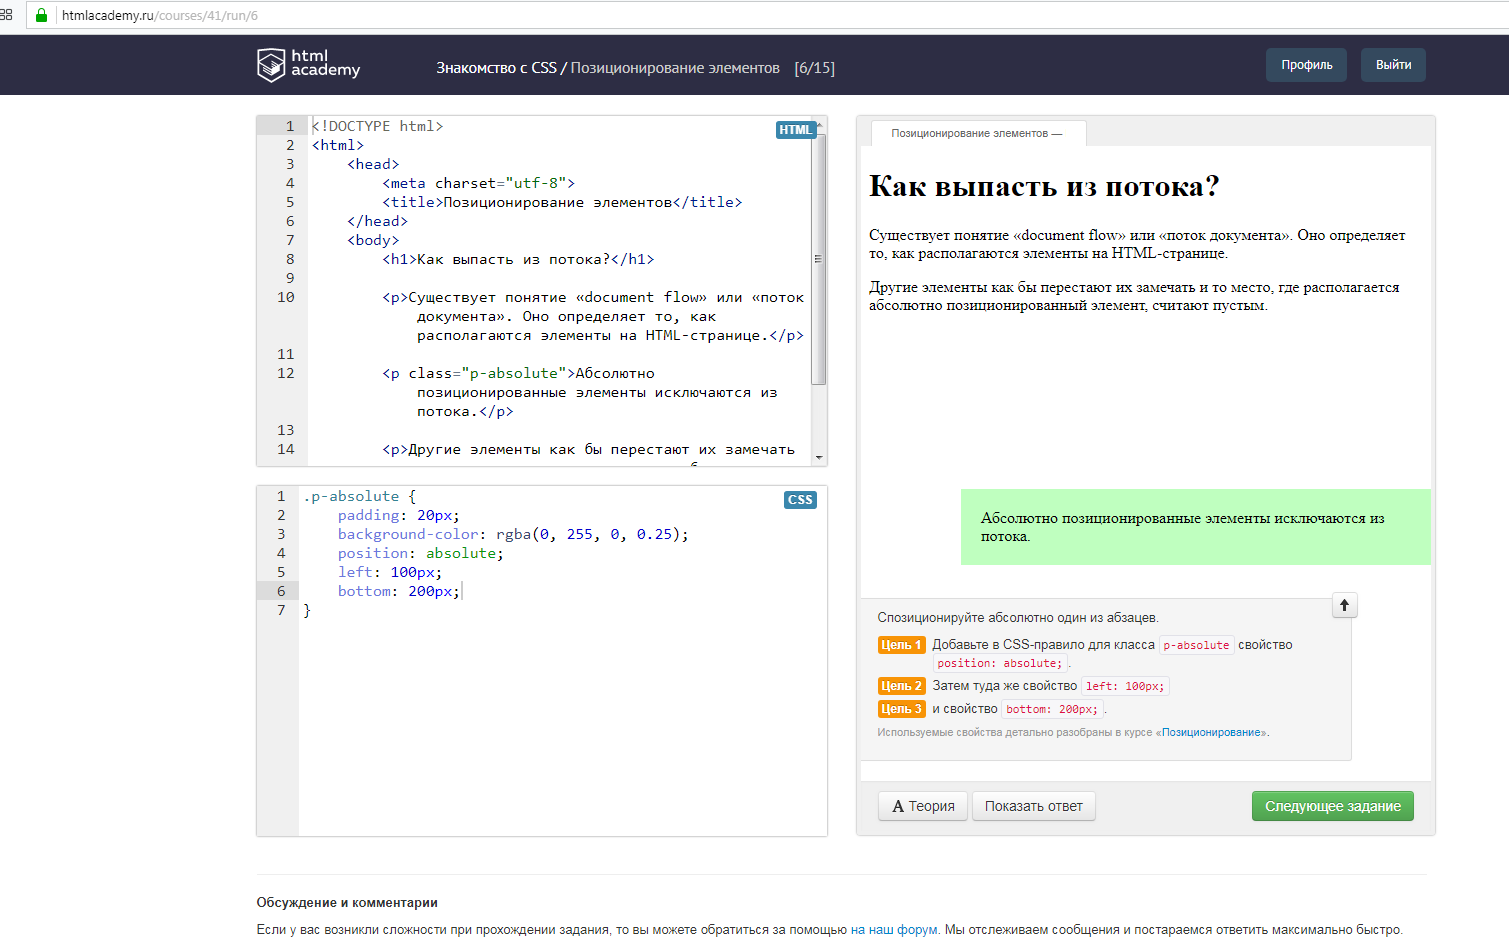 htmlacademy.ru/courses/41/run/6
html
academy
Знакомство с CSS / Позиционирование элементов [6/15]
Профиль
Выйти
HTML
1 <!DOCTYPE html>
2 <html>
3 <head>
4 <meta charset="utf-8">
5 <title>Позиционирование элементов</title>
6 </head>
7 <body>
8 <h1>Как выпасть из потока?</h1>
9
10 <p>Существует понятие «document flow» или «поток
документа». Оно определяет то, как
располагаются элементы на HTML-странице.</p>
11
12 <p class="p-absolute">Абсолютно
позиционированные элементы исключаются из
потока.</p>
13
14 <p>Другие элементы как бы перестают их замечать
CSS
1 .p-absolute {
2 padding: 20px;
3 background-color: rgba(0, 255, 0, 0.25);
4 position: absolute;
5 left: 100px;
6 bottom: 200px;
7 }
Позиционирование элементов —
Как выпасть из потока?
Существует понятие «document flow» или «поток документа». Оно определяет
то, как располагаются элементы на HTML-странице.
Другие элементы как бы перестают их замечать и то место, где располагается
абсолютно позиционированный элемент, считают пустым.
Абсолютно позиционированные элементы исключаются из
потока.
Спозиционируйте абсолютно один из абзацев.
Цель 1 Добавьте в CSS-правило для класса p-absolute свойство
position: absolute; .
Цель 2 Затем туда же свойство left: 100px;
Цель 3 и свойство bottom: 200px; .
Используемые свойства детально разобраны в курсе «Позиционирование».
A Теория
Показать ответ
Следующее задание
Обсуждение и комментарии
Если у вас возникли сложности при прохождении задания, то вы можете обратиться за помощью на наш форум. Мы отслеживаем сообщения и постараемся ответить максимально быстро.